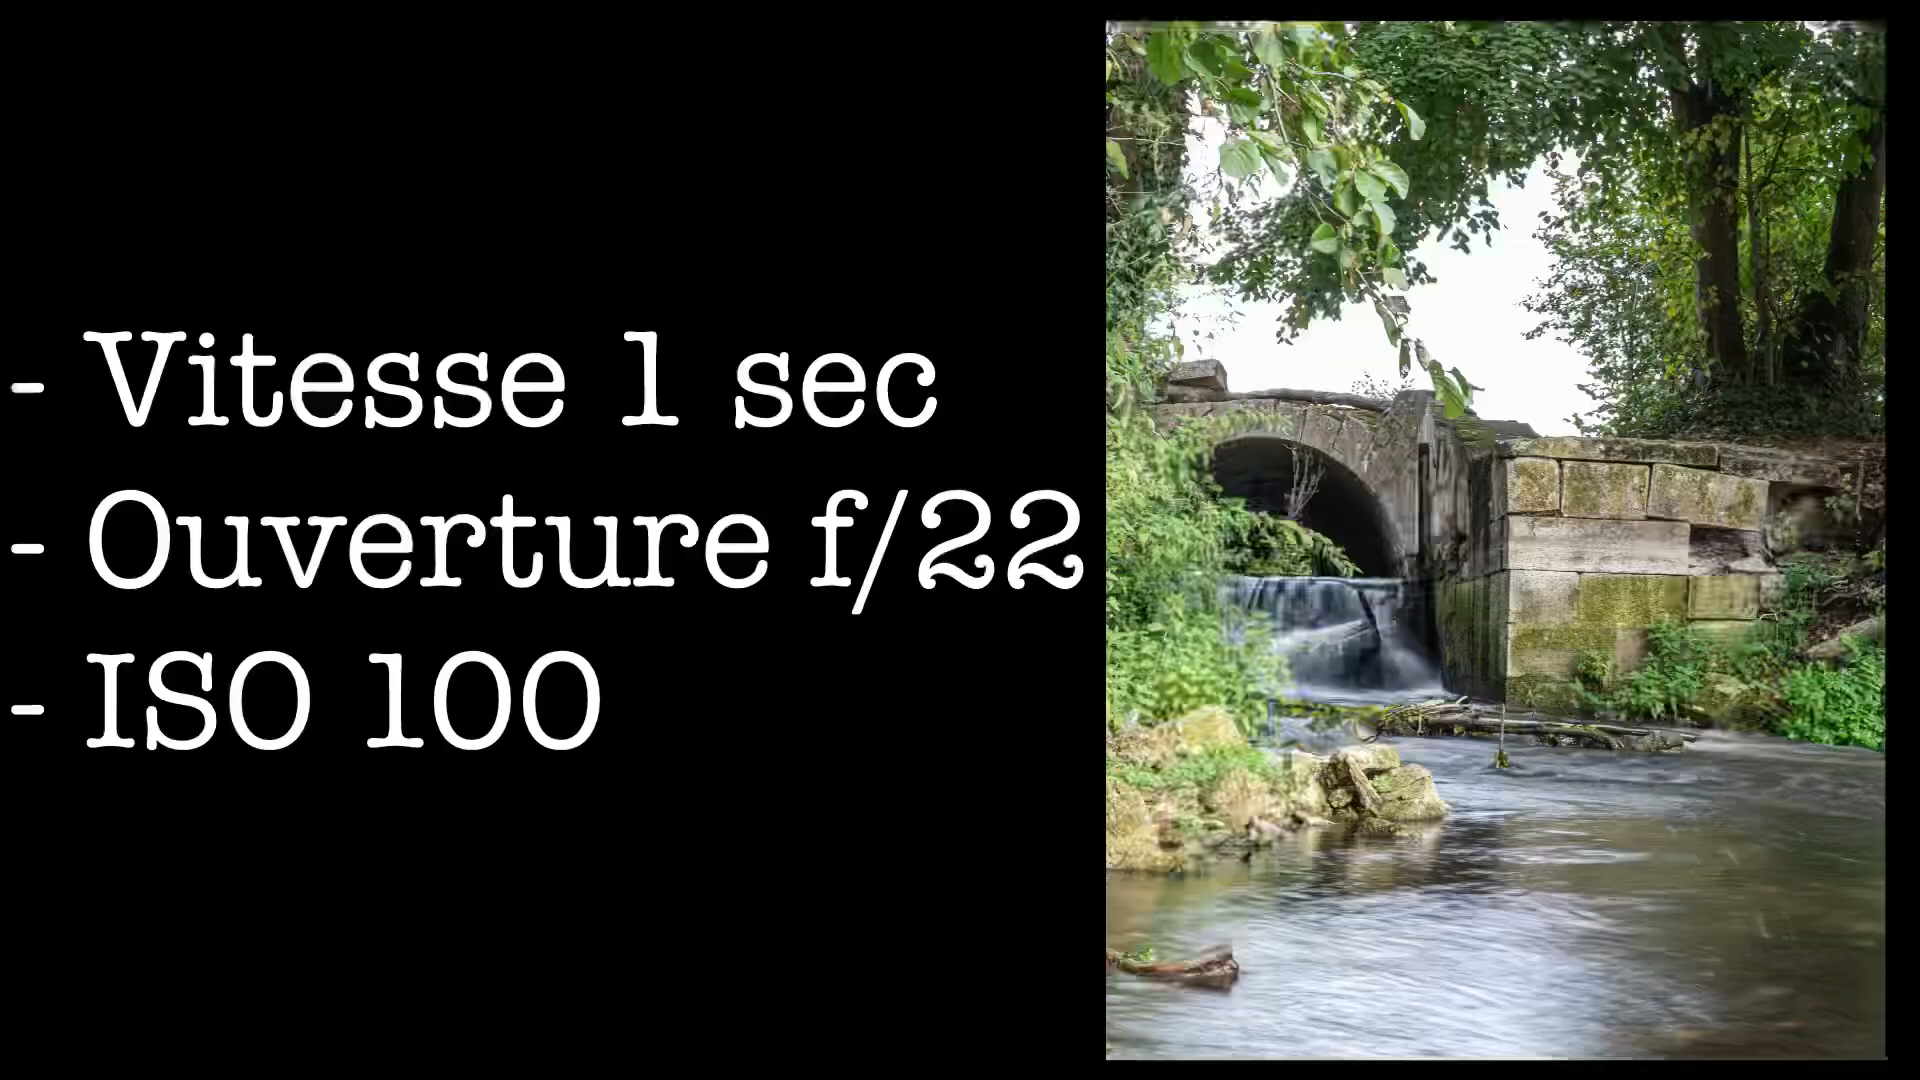 - Vitesse 1 sec
- Ouverture f/22
- ISO 100